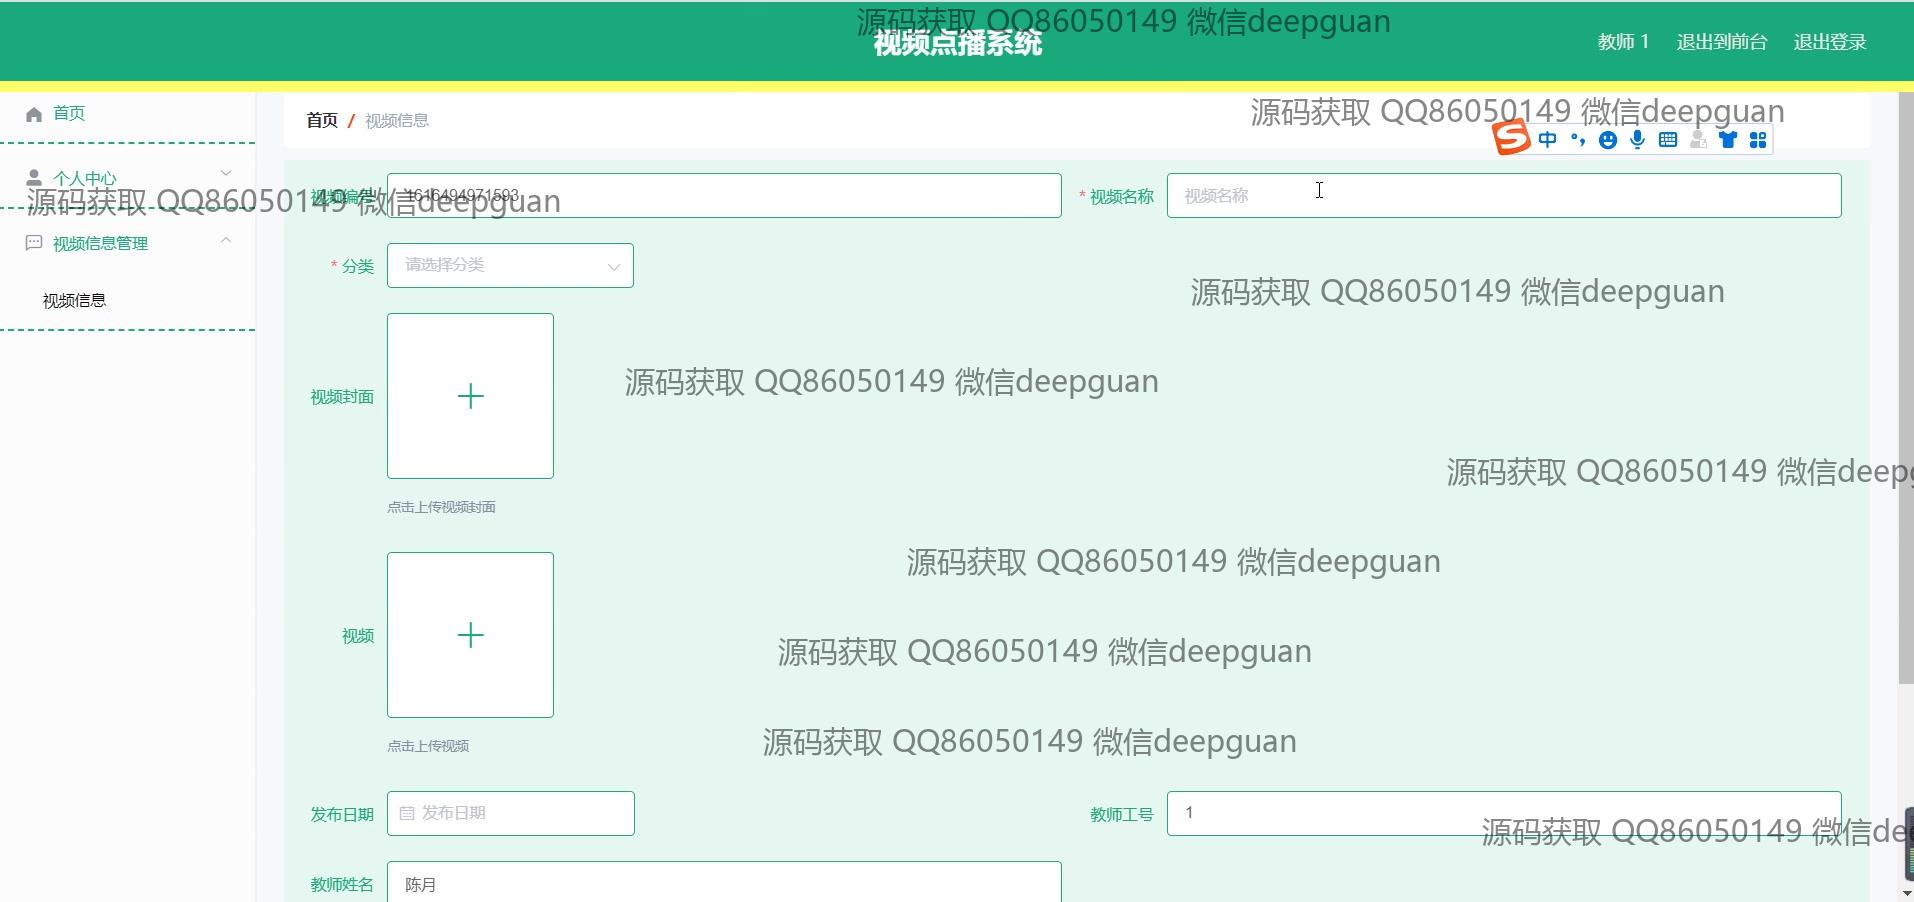 源码获取 QQ86050149 微信deepguan
视频点播系统
教师 1 退出到前台 退出登录
首页
首页 / 视频信息
源码获取 QQ86050149 微信deepguan
中
个人中心
视频编号 1616494971593
* 视频名称 视频名称
源码获取 QQ86050149 微信deepguan
视频信息管理
* 分类 请选择分类
源码获取 QQ86050149 微信deepguan
视频信息
源码获取 QQ86050149 微信deepguan
视频封面
源码获取 QQ86050149 微信deep
点击上传视频封面
源码获取 QQ86050149 微信deepguan
视频
源码获取 QQ86050149 微信deepguan
点击上传视频
源码获取 QQ86050149 微信deepguan
发布日期 发布日期
教师工号 1
源码获取 QQ86050149 微信dee
教师姓名 陈月